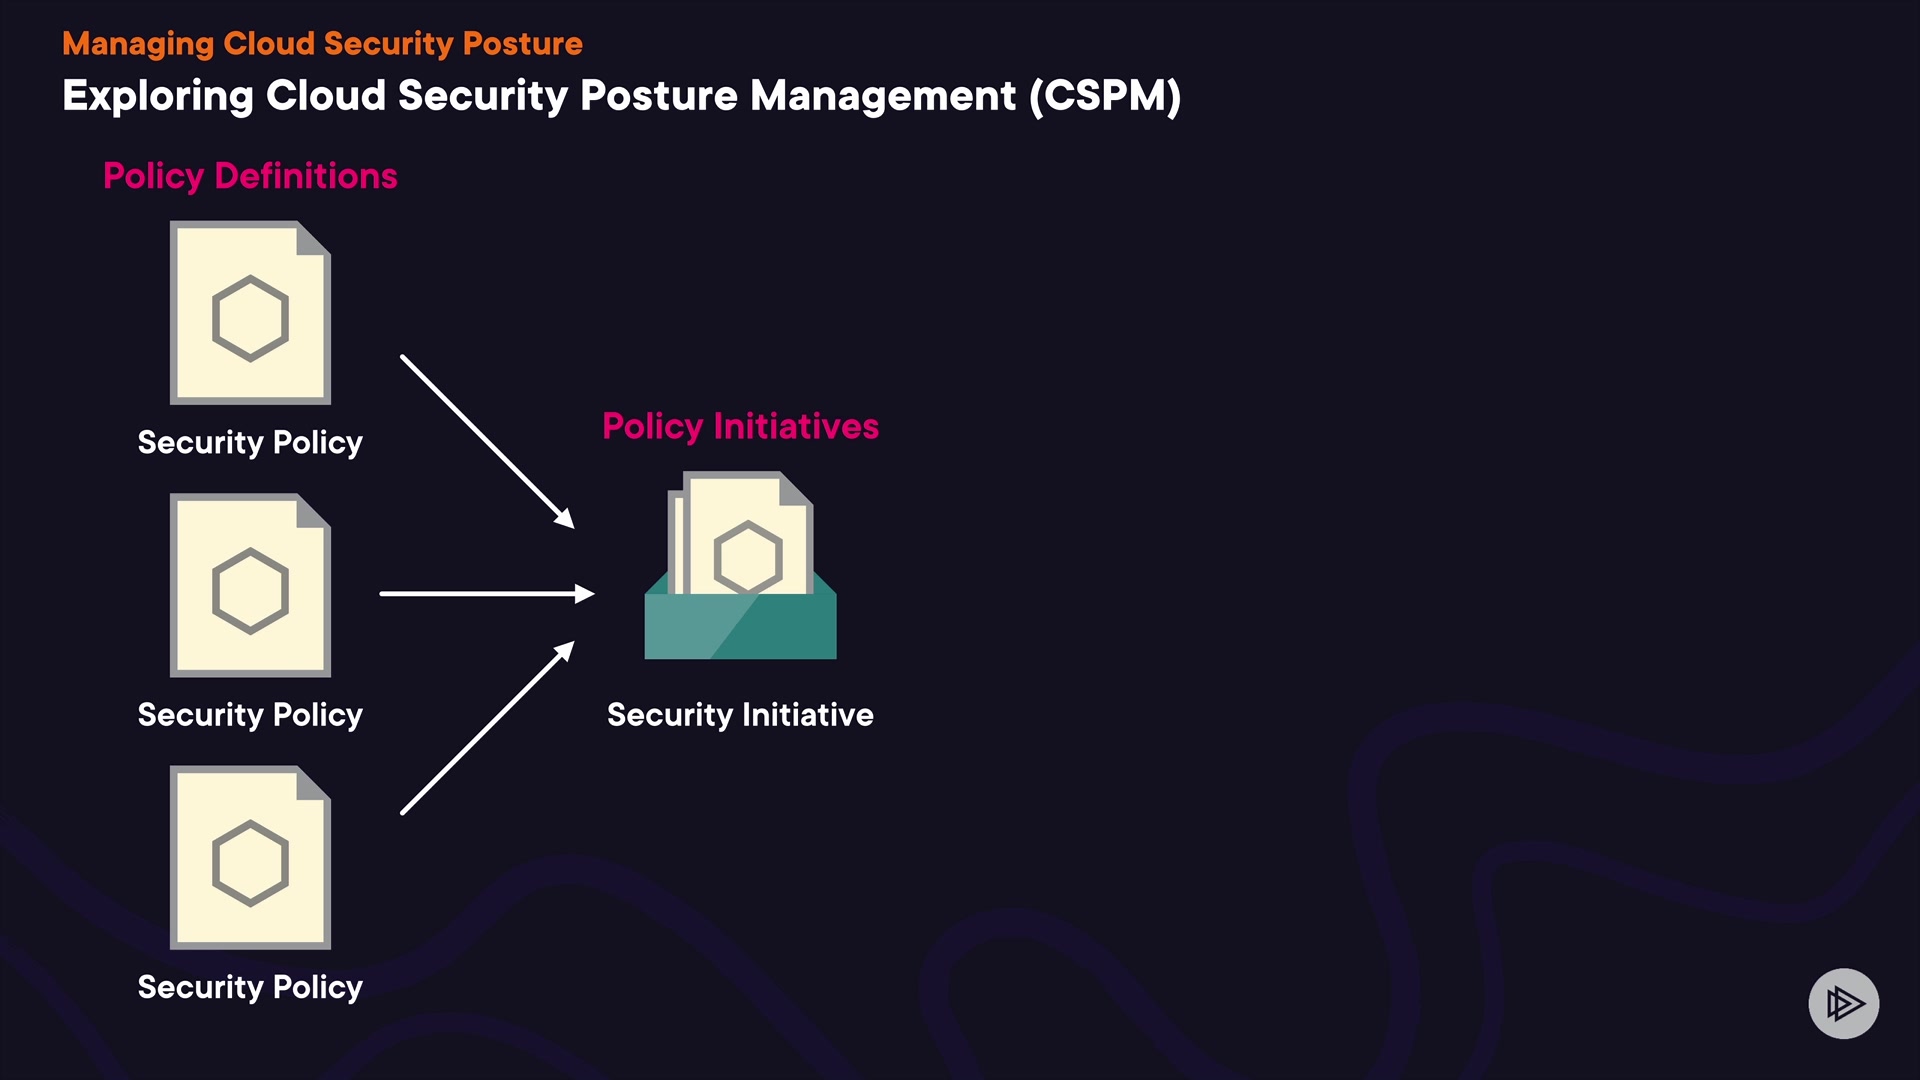 Managing Cloud Security Posture
Exploring Cloud Security Posture Management (CSPM)
Policy Definitions
Security Policy
Security Policy
Security Policy
Policy Initiatives
Security Initiative